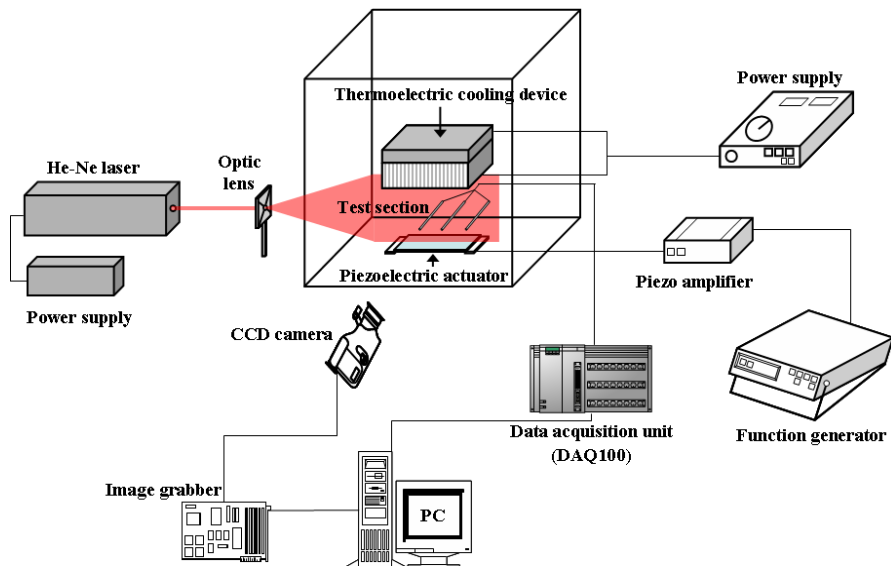 Thermoelectric cooling device
Power supply
He-Ne laser
Optic
lens
Test section
Piezoelectric actuator
Piezo amplifier
Power supply
CCD camera
Data acquisition unit
(DAQ100)
Function generator
Image grabber
PC